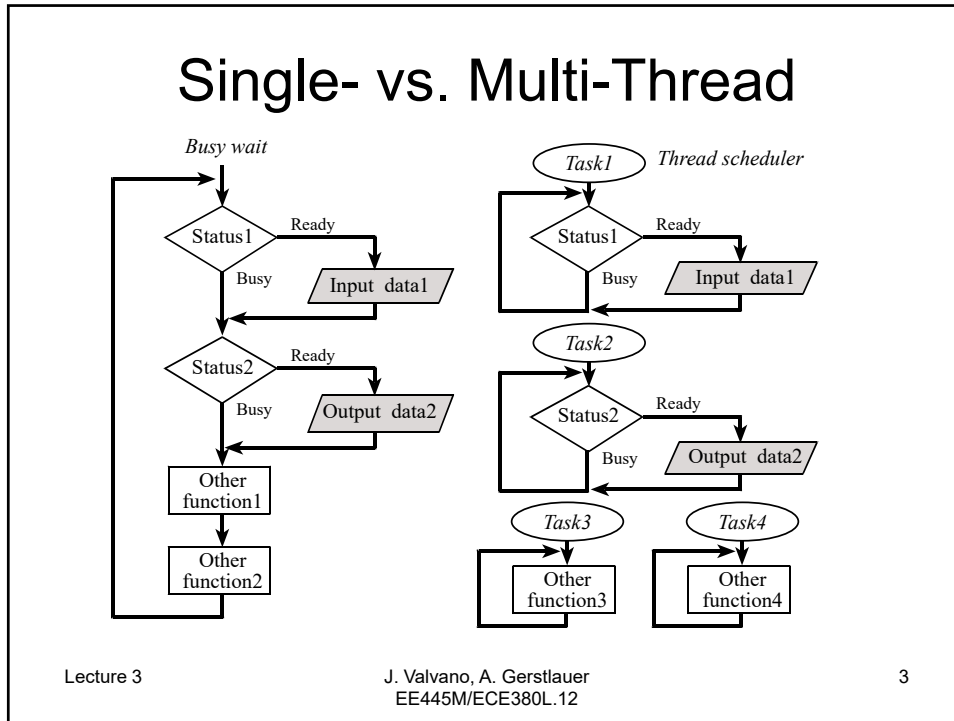 Single- vs. Multi-Thread
Busy wait
Status1
Ready
Busy
Input data1
Status2
Ready
Busy
Output data2
Other
function1
Other
function2
Task1
Thread scheduler
Status1
Ready
Busy
Input data1
Task2
Status2
Ready
Busy
Output data2
Task3
Other
function3
Task4
Other
function4
Lecture 3
J. Valvano, A. Gerstlauer
EE445M/ECE380L.12
3